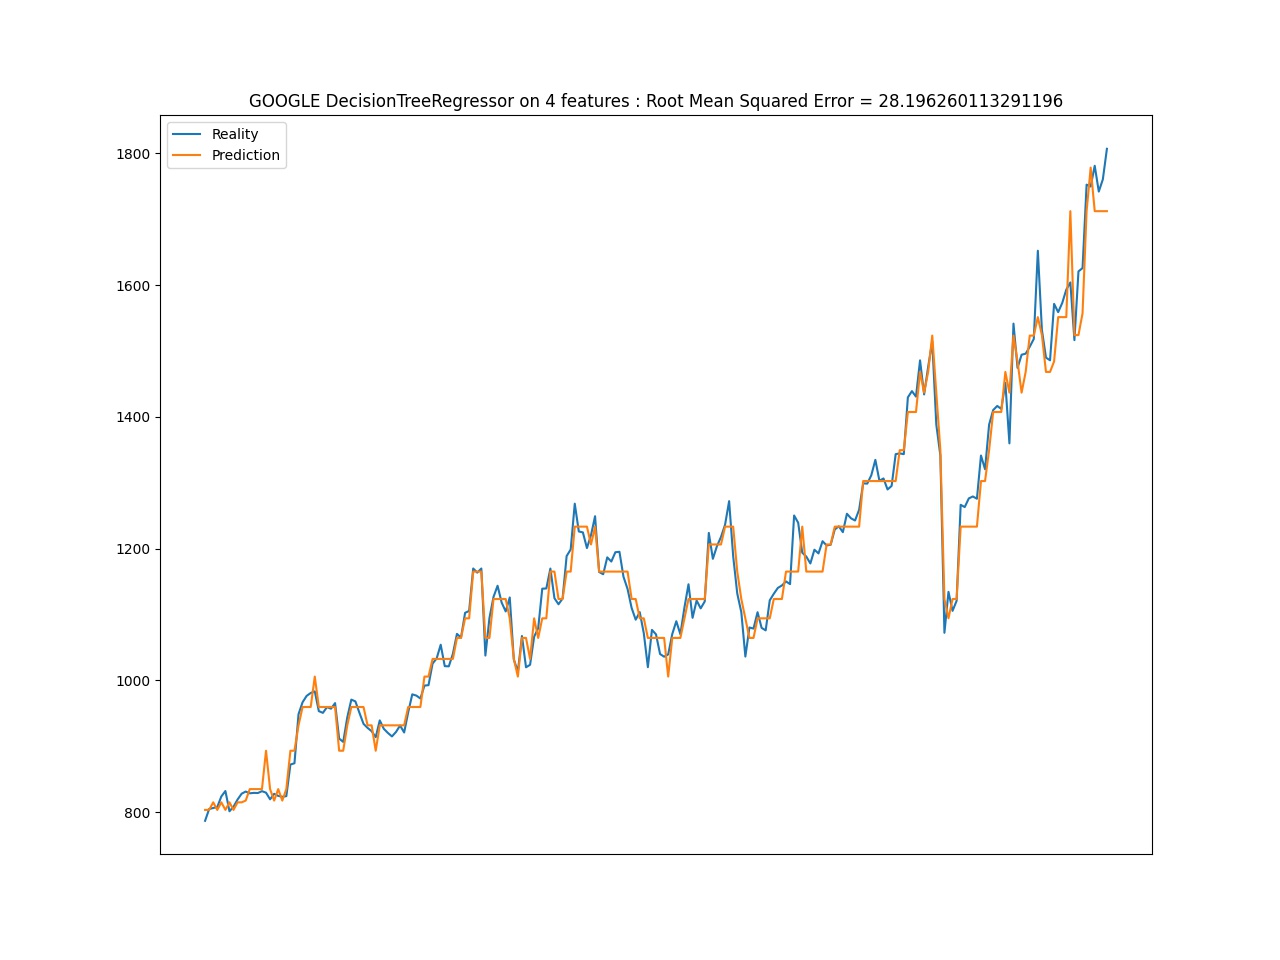 GOOGLE DecisionTreeRegressor on 4 features : Root Mean Squared Error = 28.196260113291196
Reality
Prediction
1800
1600
1400
1200
1000
800